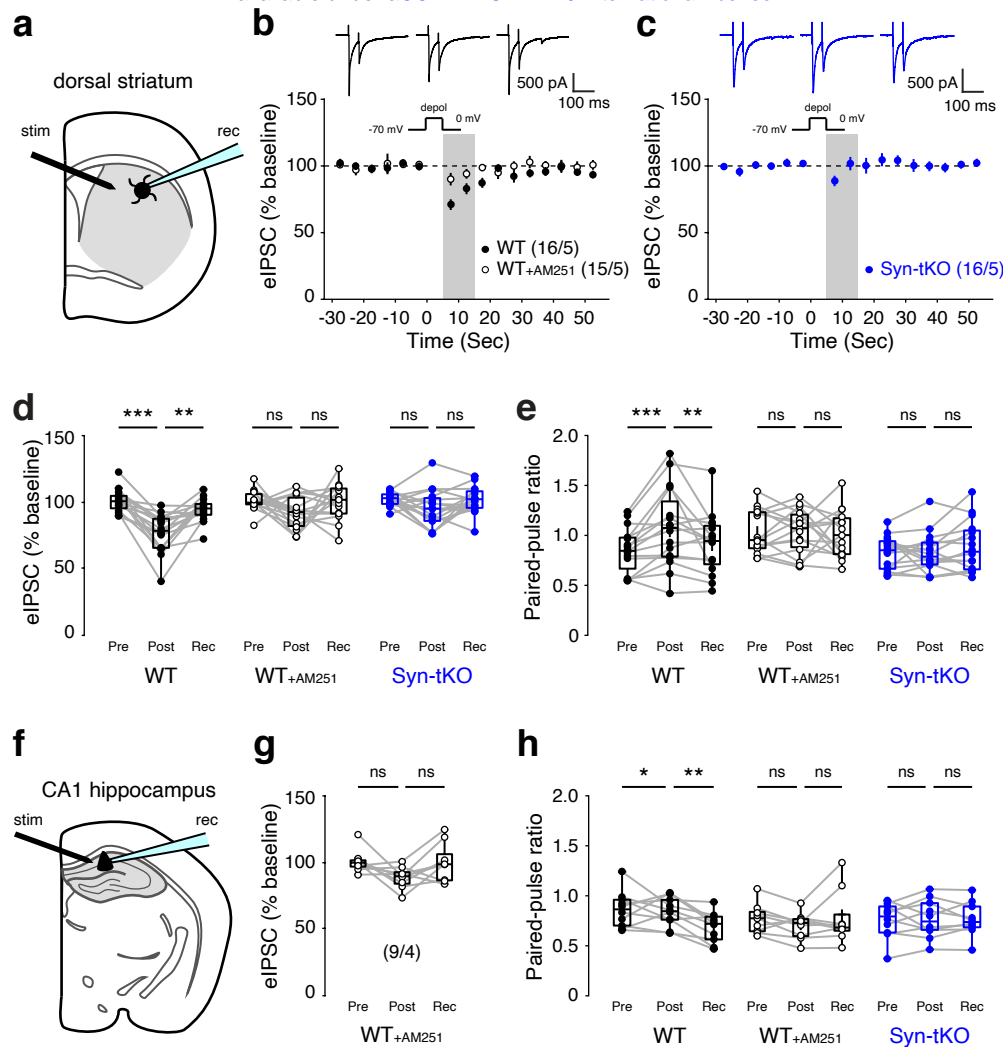 a
dorsal striatum
stim
rec
b
500 pA
100 ms
depol
-70 mV
0 mV
150
100
50
0
eIPSC (% baseline)
WT (16/5)
WT+AM251 (15/5)
-30 -20 -10 0 10 20 30 40 50
Time (Sec)
c
500 pA
100 ms
depol
-70 mV
0 mV
150
100
50
0
eIPSC (% baseline)
Syn-tKO (16/5)
-30 -20 -10 0 10 20 30 40 50
Time (Sec)
d
*** ** ns ns ns ns
150
100
50
0
eIPSC (% baseline)
Pre Post Rec Pre Post Rec Pre Post Rec
WT WT+AM251 Syn-tKO
e
*** ** ns ns ns ns
2.0
1.5
1.0
0.5
0
Paired-pulse ratio
Pre Post Rec Pre Post Rec Pre Post Rec
WT WT+AM251 Syn-tKO
f
CA1 hippocampus
stim
rec
g
ns ns
150
100
50
0
eIPSC (% baseline)
(9/4)
Pre Post Rec
WT+AM251
h
* ** ns ns ns ns
2.0
1.5
1.0
0.5
0
Paired-pulse ratio
Pre Post Rec Pre Post Rec Pre Post Rec
WT WT+AM251 Syn-tKO